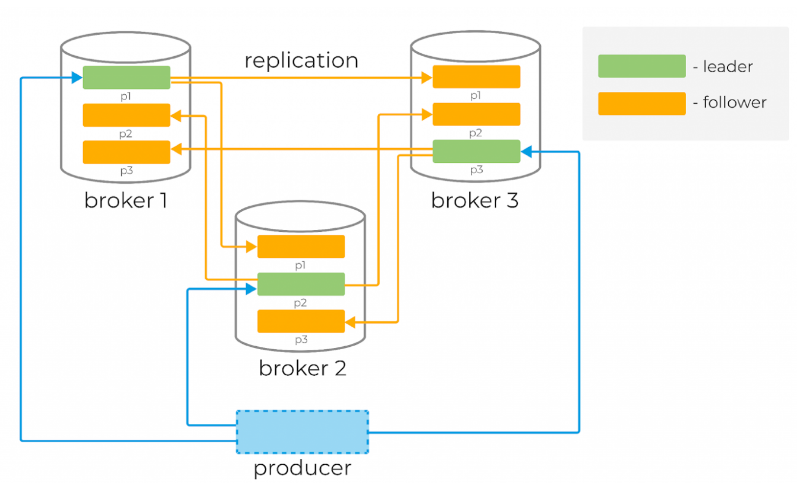 replication
- leader
- follower
p1
p2
p3
broker 1
p1
p2
p3
broker 3
p1
p2
p3
broker 2
producer